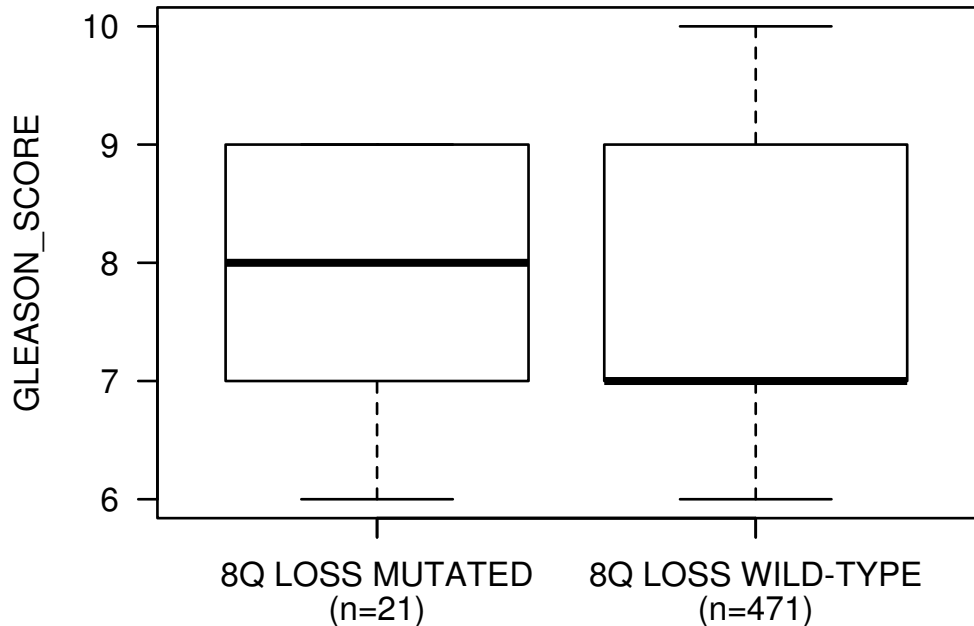 GLEASON_SCORE
10
9
8
7
6
8Q LOSS MUTATED
(n=21)
8Q LOSS WILD-TYPE
(n=471)